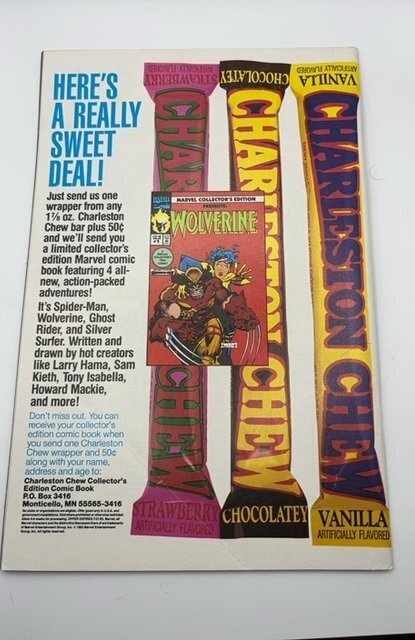 HERE'S
A REALLY
SWEET
DEAL!
Just send us one
wrapper from any
1⅞ oz. Charleston
Chew bar plus 50¢
and we'll send you
a limited collector's
edition Marvel comic
book featuring 4 all-
new, action-packed
adventures!
It's Spider-Man,
Wolverine, Ghost
Rider, and Silver
Surfer. Written and
drawn by hot creators
like Larry Hama, Sam
Kieth, Tony Isabella,
Howard Mackie,
and more!
Don't miss out. You can
receive your collector's
edition comic book when
you send one Charleston
Chew wrapper and 50¢
along with your name,
address and age to:
Charleston Chew Collector's
Edition Comic Book
P.O. Box 3416
Monticello, MN 55565-3416
STRAWBERRY
ARTIFICIALLY FLAVORED
CHARLESTON CHEW
STRAWBERRY
ARTIFICIALLY FLAVORED
CHOCOLATEY
CHARLESTON CHEW
CHOCOLATEY
VANILLA
ARTIFICIALLY FLAVORED
CHARLESTON CHEW
VANILLA
ARTIFICIALLY FLAVORED
MARVEL COLLECTOR'S EDITION
PRESENTS:
WOLVERINE
#1